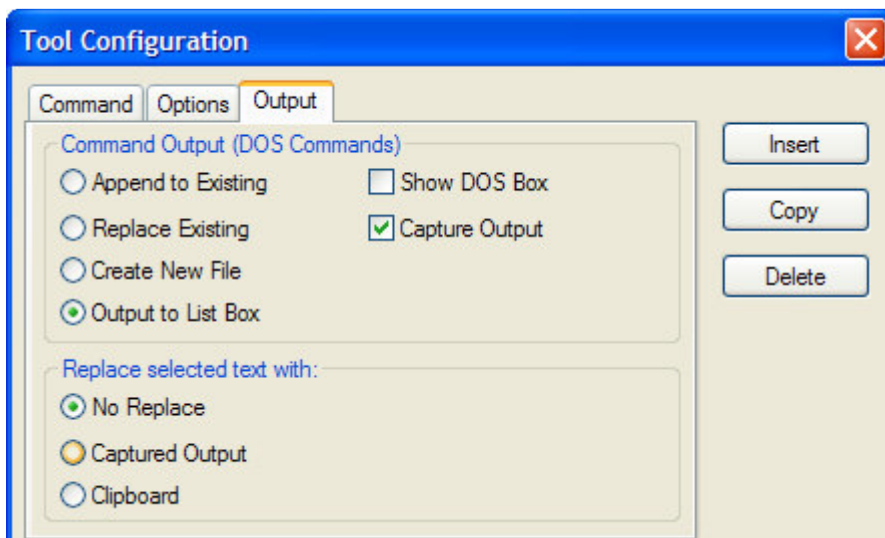 Tool Configuration
Command Options Output
Command Output (DOS Commands)
Append to Existing Show DOS Box
Replace Existing Capture Output
Create New File
Output to List Box
Replace selected text with:
No Replace
Captured Output
Clipboard
Insert
Copy
Delete